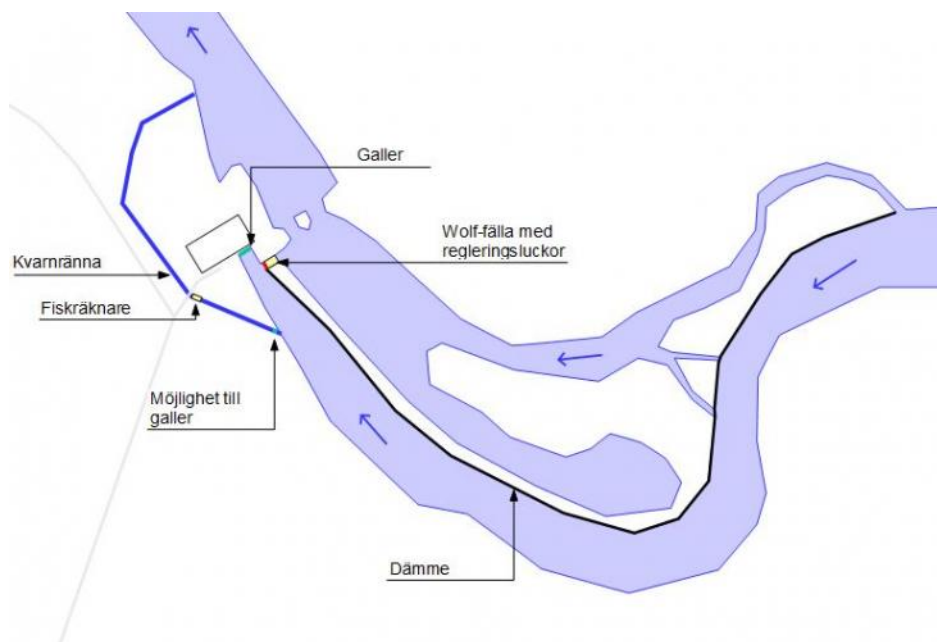 Galler
Wolf-fälla med
regleringsluckor
Kvarnränna
Fiskräknare
Möjlighet till
galler
Dämme